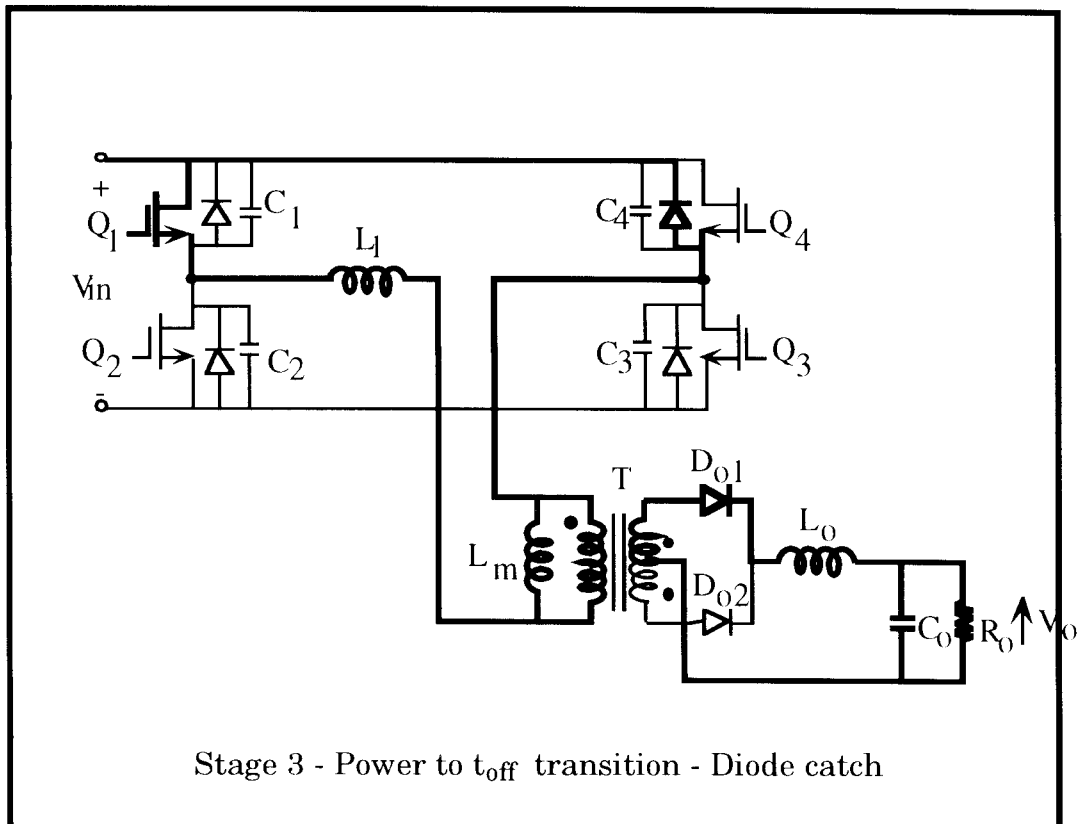 +
Q1
C1
C4
Q4
L1
Vin
Q2
C2
C3
Q3
-
T
Do1
Lo
Lm
Do2
Co
Ro
Vo
Stage 3 - Power to toff transition - Diode catch